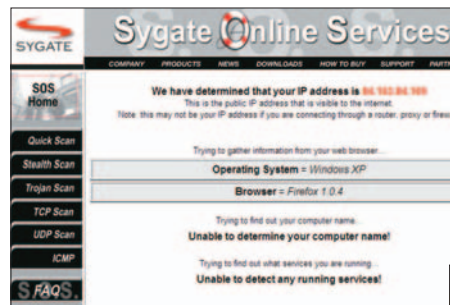 SYGATE
Sygate Online Services
COMPANY PRODUCTS NEWS DOWNLOADS HOW TO BUY SUPPORT PARTN
SOS
Home
Quick Scan
Stealth Scan
Trojan Scan
TCP Scan
UDP Scan
ICMP
FAQ
We have determined that your IP address is
This is the public IP address that is visible to the internet.
Note: this may not be your IP address if you are connecting through a router, proxy or firew
Trying to gather information from your web browser...
Operating System = Windows XP
Browser = Firefox 1.0.4
Trying to find out your computer name...
Unable to determine your computer name!
Trying to find out what services you are running...
Unable to detect any running services!